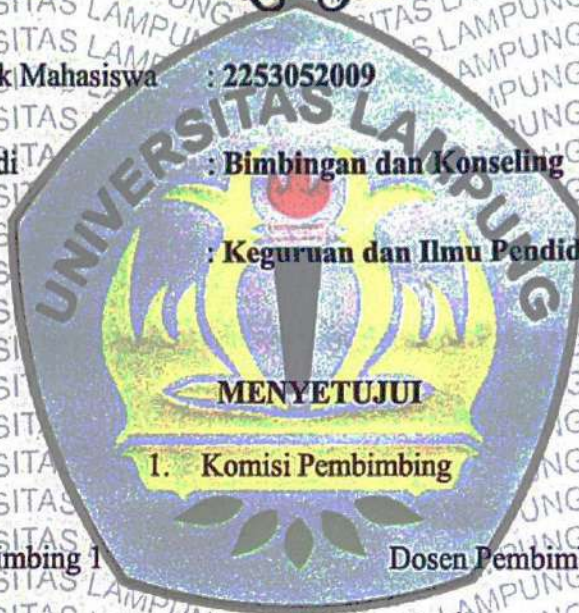 k Mahasiswa : 2253052009
di : Bimbingan dan Konseling
: Keguruan dan Ilmu Pendid
UNIVERSITAS LAMPUNG
MENYETUJUI
1. Komisi Pembimbing
imbing 1 Dosen Pembim